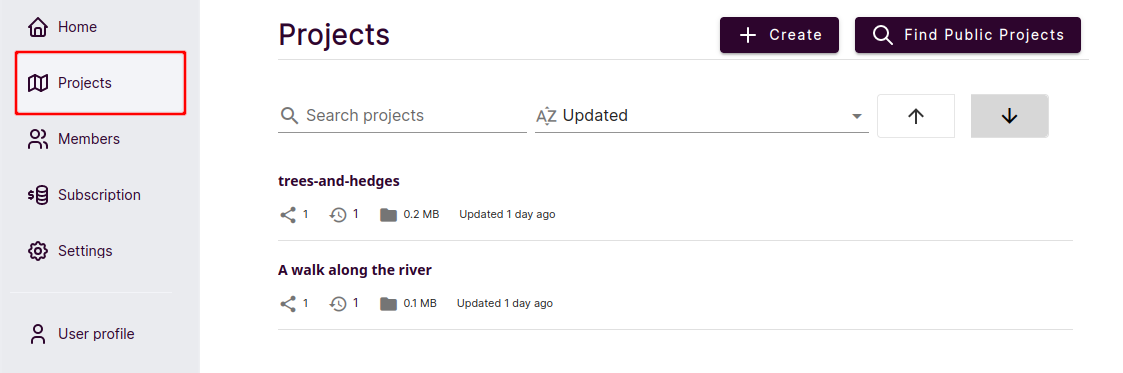 Home
Projects
Members
Subscription
Settings
User profile
Projects
Create
Find Public Projects
Search projects
AZ Updated
trees-and-hedges
1 1 0.2 MB Updated 1 day ago
A walk along the river
1 1 0.1 MB Updated 1 day ago